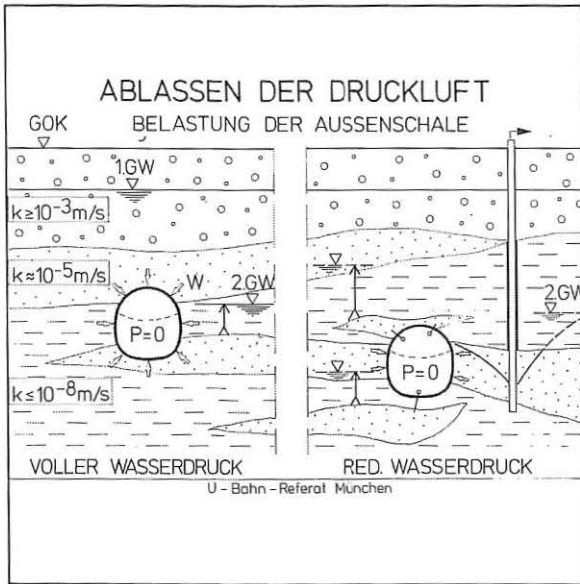 ABLASSEN DER DRUCKLUFT
GOK
BELASTUNG DER AUSSENSCHALE
1.GW
k≥10⁻³m/s
k≈10⁻⁵m/s
W
2.GW
2.GW
P=0
P=0
k≤10⁻⁸m/s
VOLLER WASSERDRUCK
RED. WASSERDRUCK
U-Bahn-Referat München